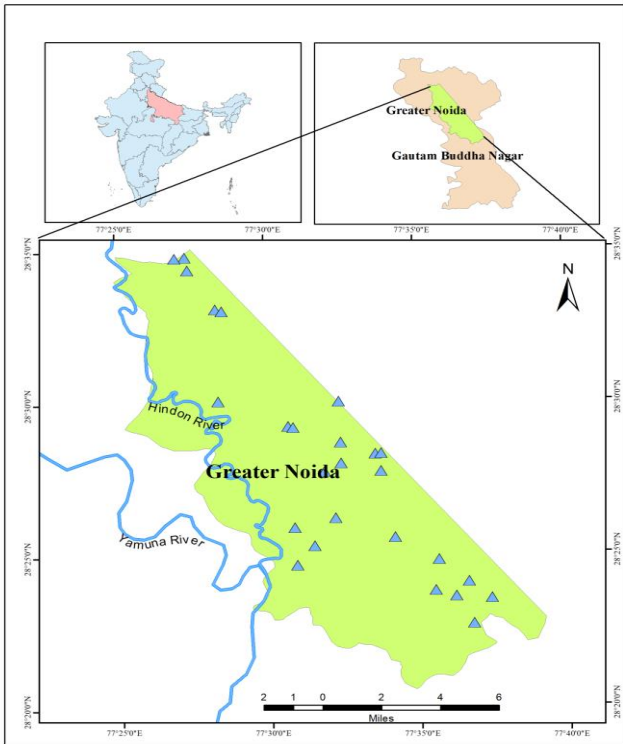 Greater Noida
Gautam Buddha Nagar
77°25'0"E 77°30'0"E 77°35'0"E 77°40'0"E
28°35'0"N
28°35'0"N
N
28°30'0"N
28°30'0"N
Hindon River
Greater Noida
Yamuna River
28°25'0"N
28°25'0"N
2 1 0 2 4 6
Miles
28°20'0"N
28°20'0"N
77°25'0"E 77°30'0"E 77°35'0"E 77°40'0"E